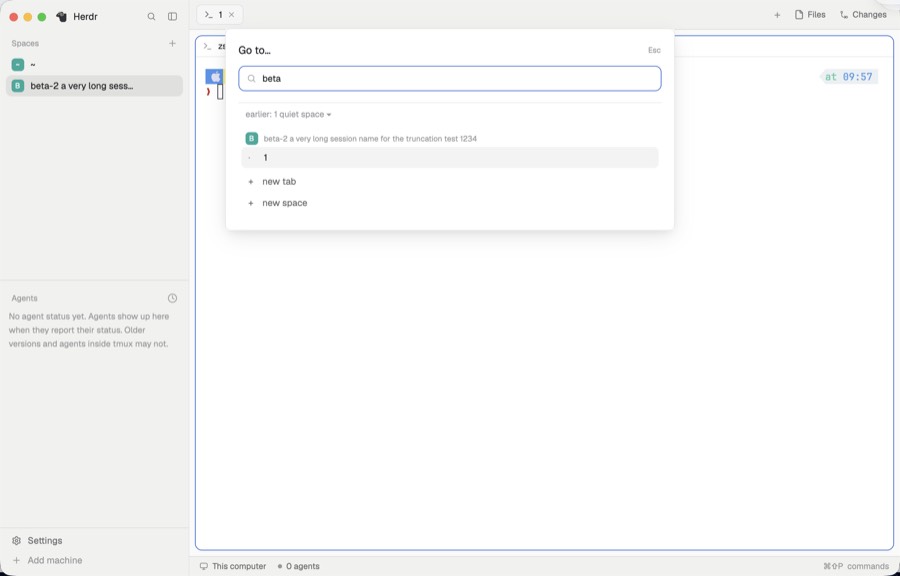 Herdr
>_ 1 ×
+ Files Changes
Spaces +
~ ~
B beta-2 a very long sess...
Go to... Esc
beta
earlier: 1 quiet space
B beta-2 a very long session name for the truncation test 1234
· 1
+ new tab
+ new space
at 09:57
❯
Agents
No agent status yet. Agents show up here
when they report their status. Older
versions and agents inside tmux may not.
Settings
+ Add machine
This computer 0 agents
⌘⇧P commands